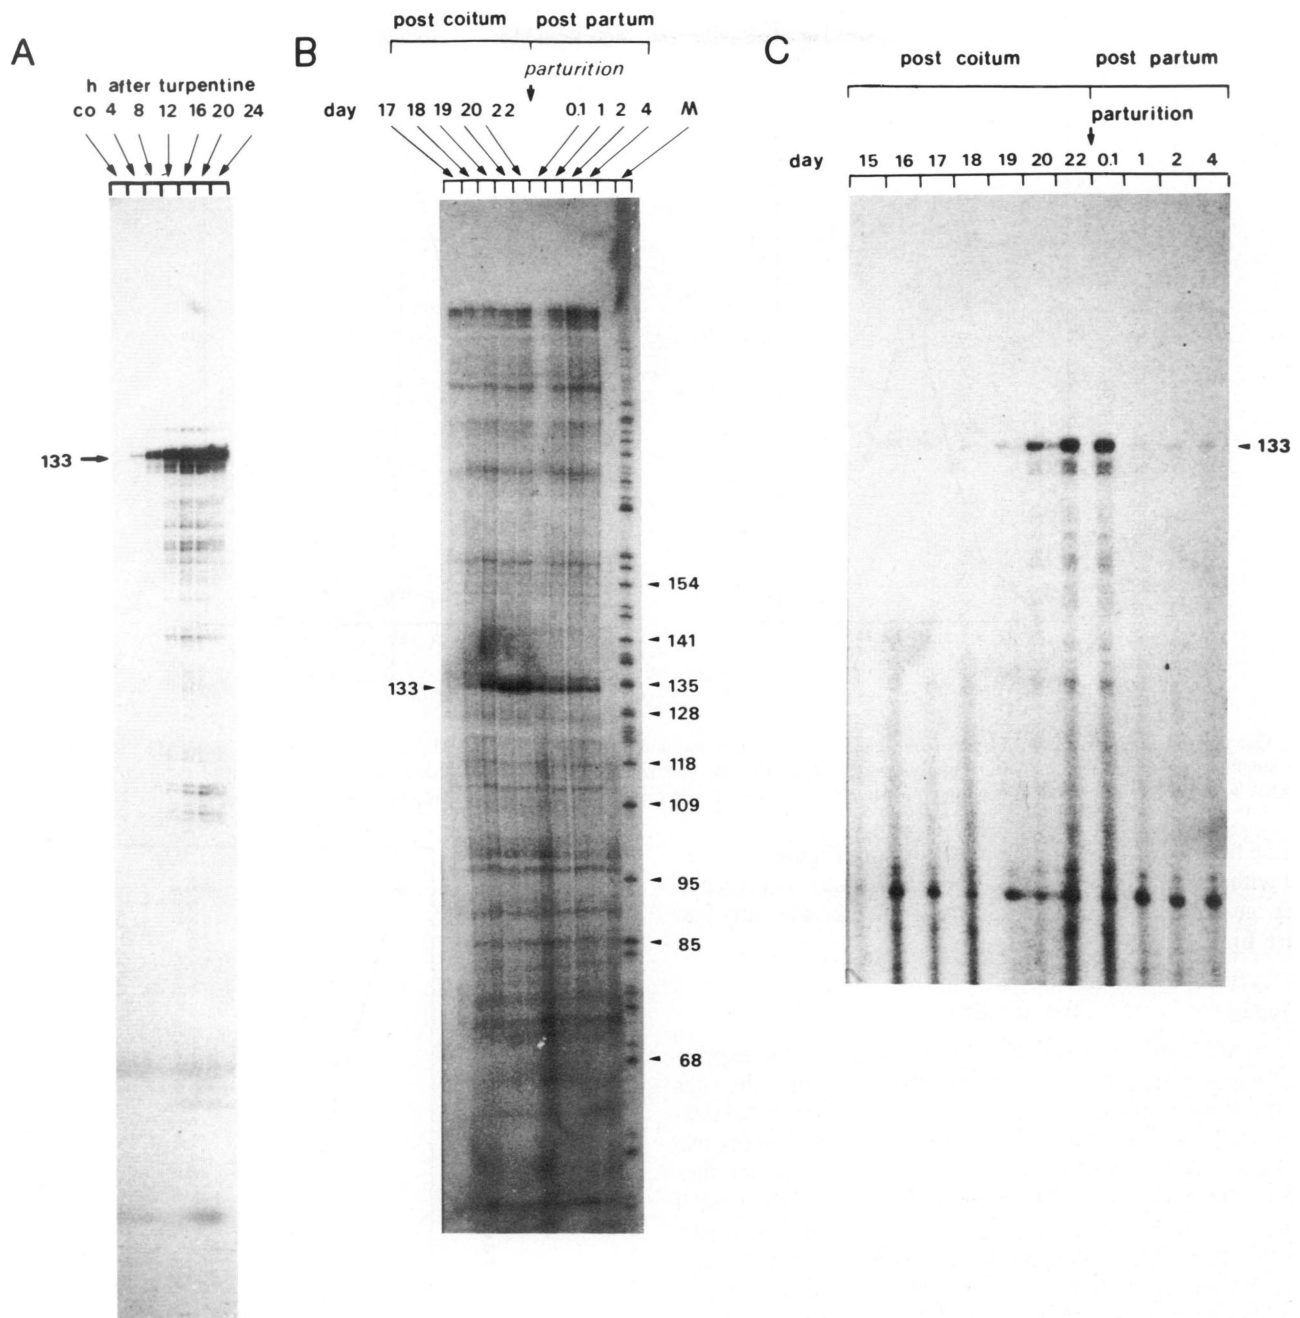 A
h after turpentine
co 4 8 12 16 20 24
133
B
post coitum post partum
parturition
day 17 18 19 20 22 0.1 1 2 4 M
133
154
141
135
128
118
109
95
85
68
C
post coitum post partum
parturition
day 15 16 17 18 19 20 22 0.1 1 2 4
133